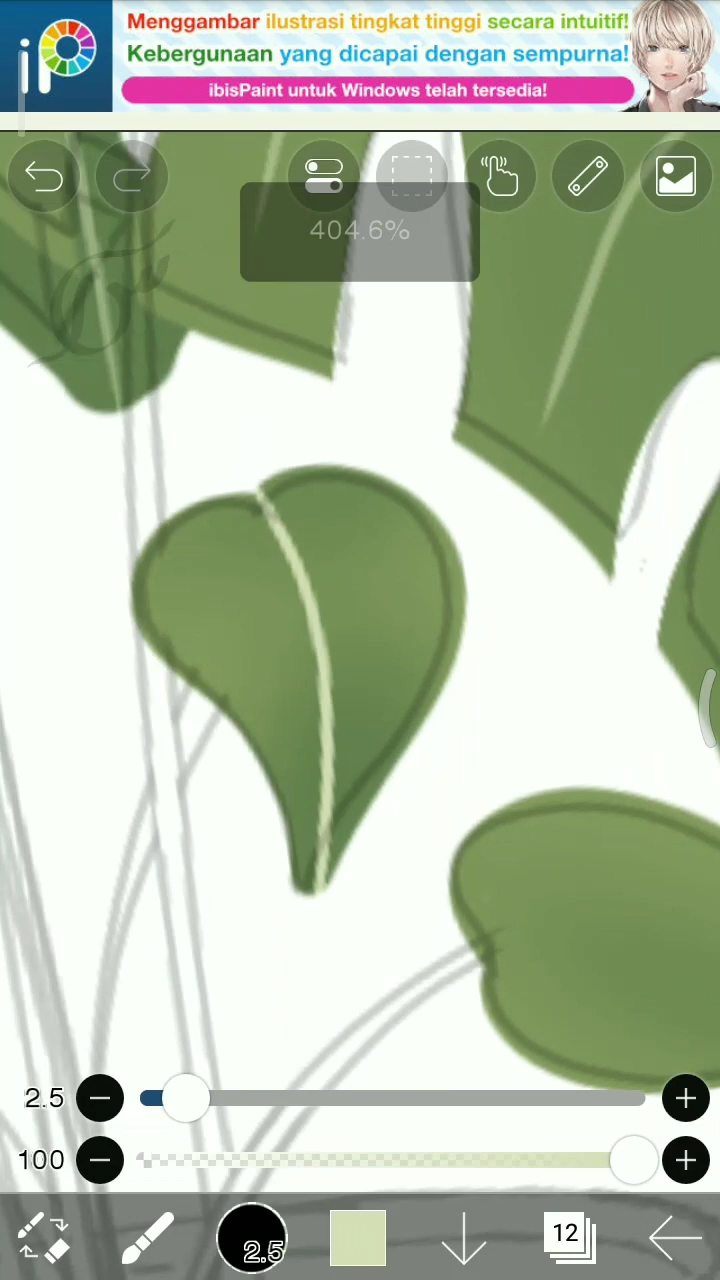 iP
Menggambar ilustrasi tingkat tinggi secara intuitif!
Kebergunaan yang dicapai dengan sempurna!
ibisPaint untuk Windows telah tersedia!
404.6%
2.5
100
2.5
12